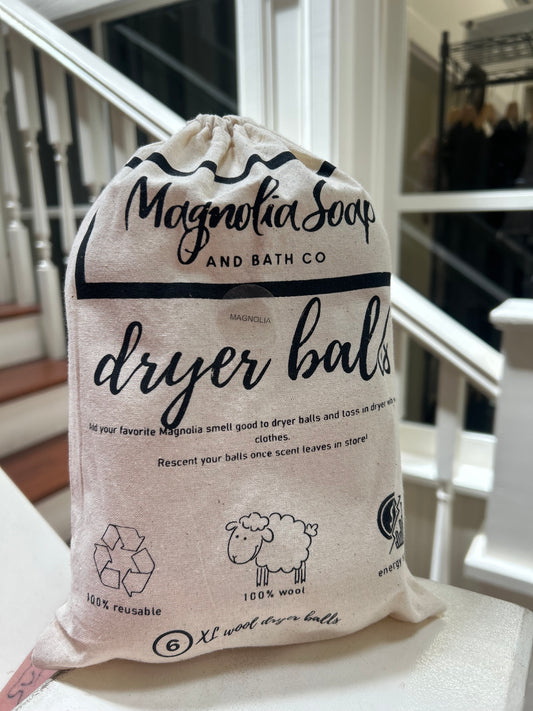 Magnolia Soap
AND BATH CO
MAGNOLIA
dryer balls
Add your favorite Magnolia smell good to dryer balls and toss in dryer with
clothes.
Rescent your balls once scent leaves in store!
100% reusable
100% wool
energy
6 XL wool dryer balls